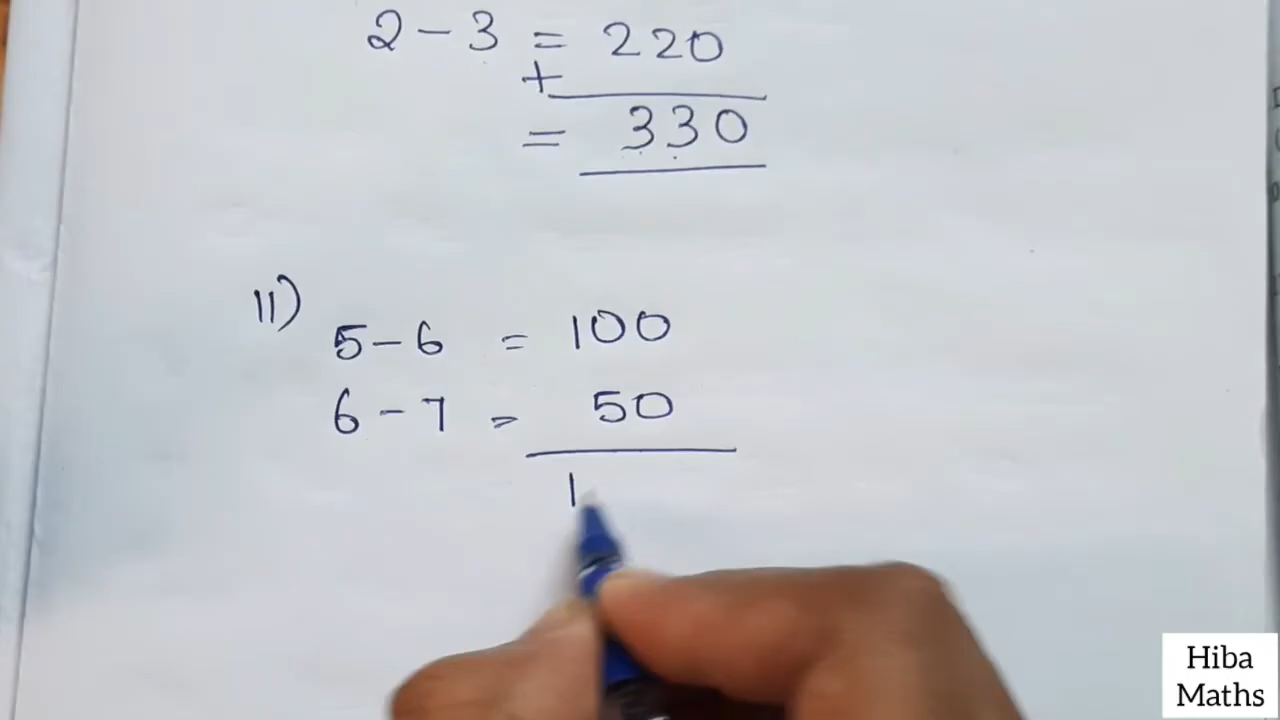 2 - 3 = 220
+
= 330
11)
5 - 6 = 100
6 - 7 = 50
1
Hiba
Maths